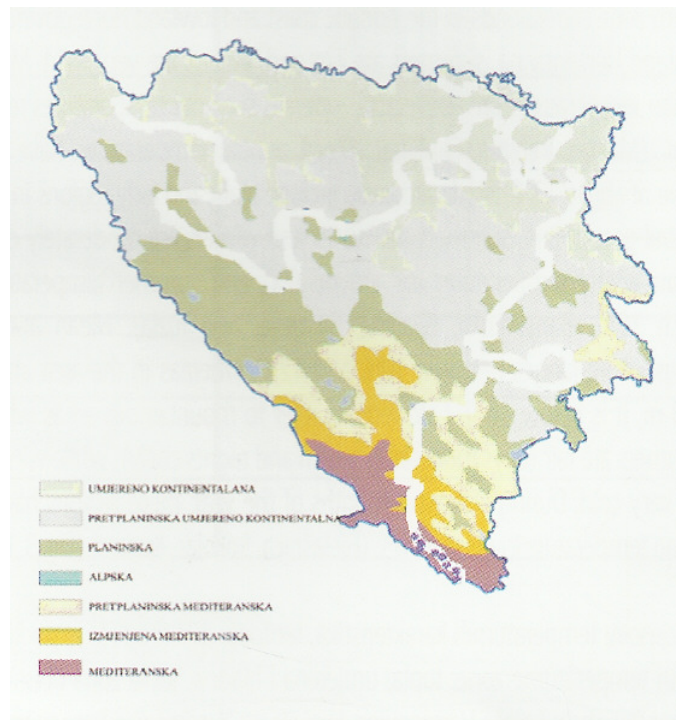 UMJERENO KONTINENTALANA
PRETPLANINSKA UMJERENO KONTINENTALNA
PLANINSKA
ALPSKA
PRETPLANINSKA MEDITERANSKA
IZMJENJENA MEDITERANSKA
MEDITERANSKA